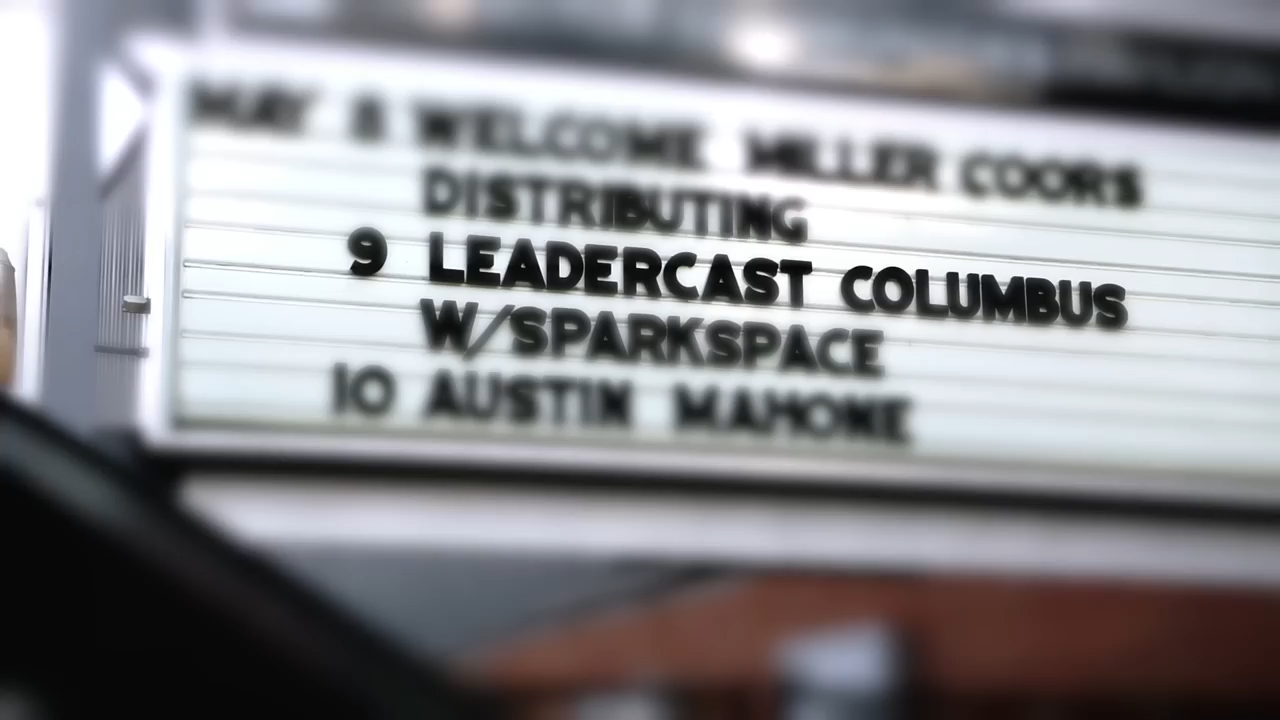 MAY 8 WELCOME MILLER COORS
DISTRIBUTING
9 LEADERCAST COLUMBUS
W/SPARKSPACE
10 AUSTIN MAHONE